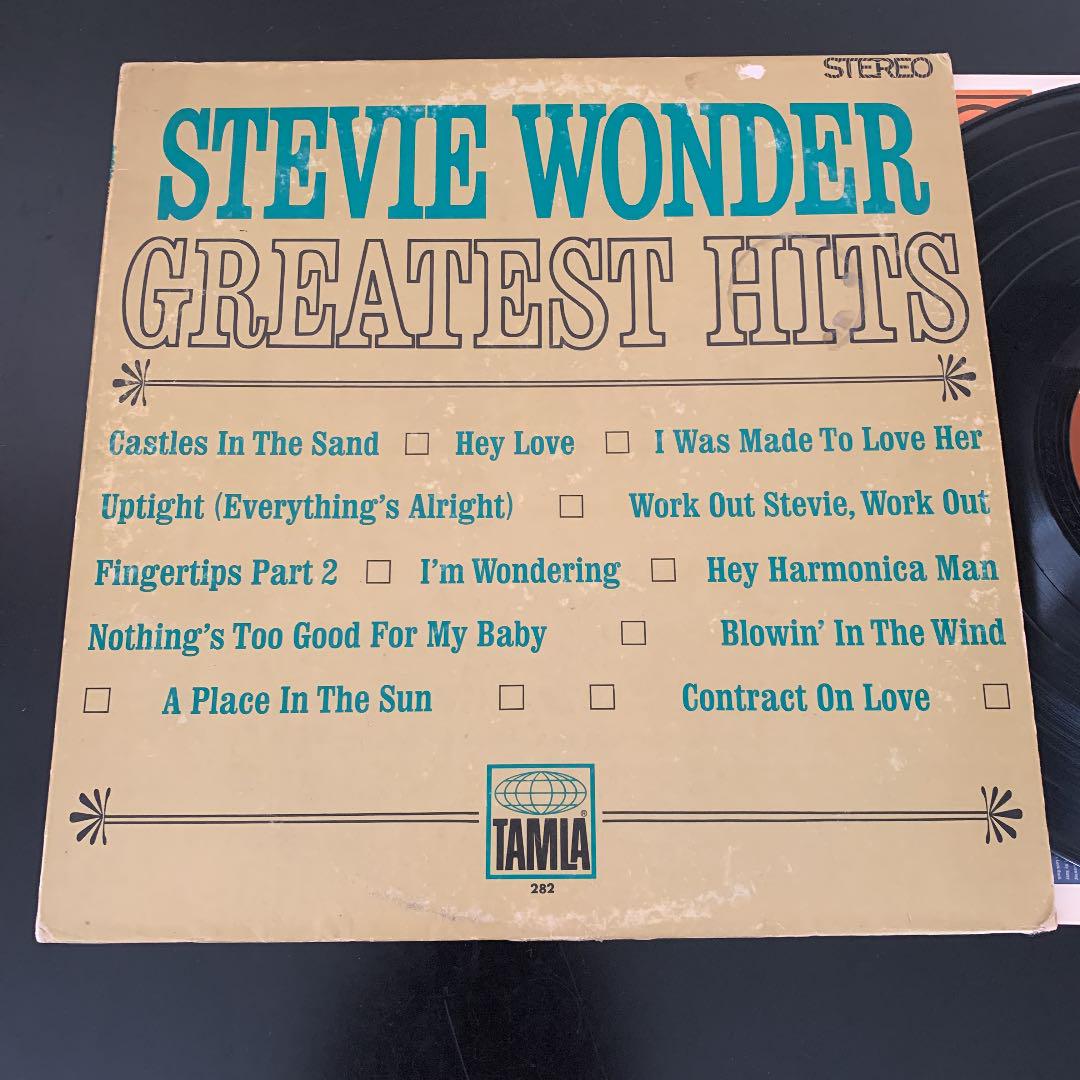 STEREO
STEVIE WONDER
GREATEST HITS
Castles In The Sand □ Hey Love □ I Was Made To Love Her
Uptight (Everything's Alright) □ Work Out Stevie, Work Out
Fingertips Part 2 □ I'm Wondering □ Hey Harmonica Man
Nothing's Too Good For My Baby □ Blowin' In The Wind
□ A Place In The Sun □ □ Contract On Love □
TAMLA®
282